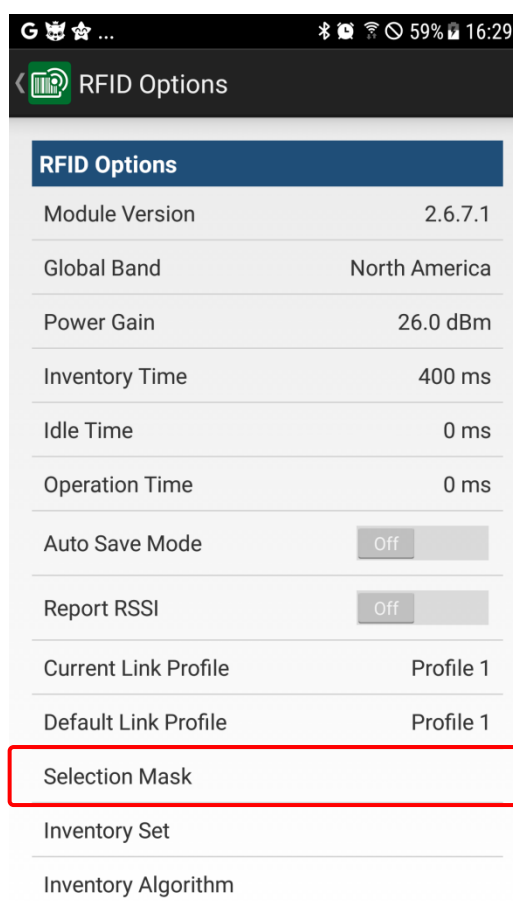 G ... 59% 16:29
RFID Options
RFID Options
Module Version 2.6.7.1
Global Band North America
Power Gain 26.0 dBm
Inventory Time 400 ms
Idle Time 0 ms
Operation Time 0 ms
Auto Save Mode Off
Report RSSI Off
Current Link Profile Profile 1
Default Link Profile Profile 1
Selection Mask
Inventory Set
Inventory Algorithm